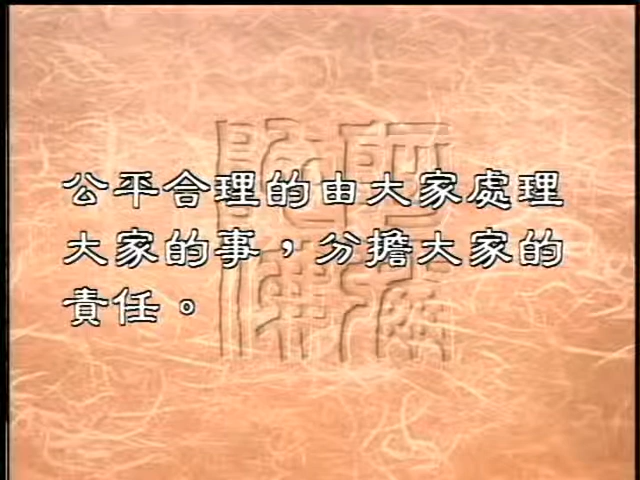 公平合理的由大家處理
大家的事，分擔大家的
責任。